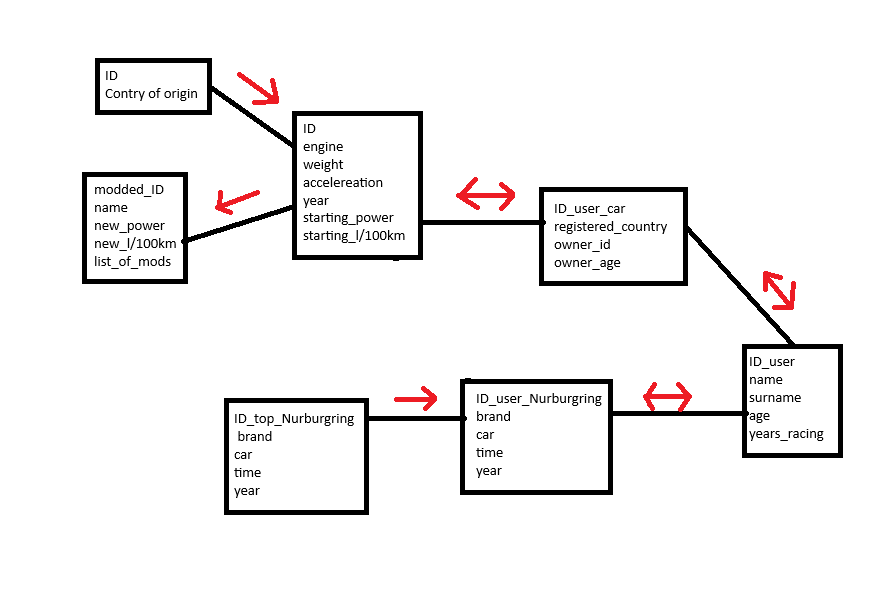 ID
Contry of origin
ID
engine
weight
accelereation
year
starting_power
starting_l/100km
modded_ID
name
new_power
new_l/100km
list_of_mods
ID_user_car
registered_country
owner_id
owner_age
ID_user
name
surname
age
years_racing
ID_user_Nurburgring
brand
car
time
year
ID_top_Nurburgring
brand
car
time
year